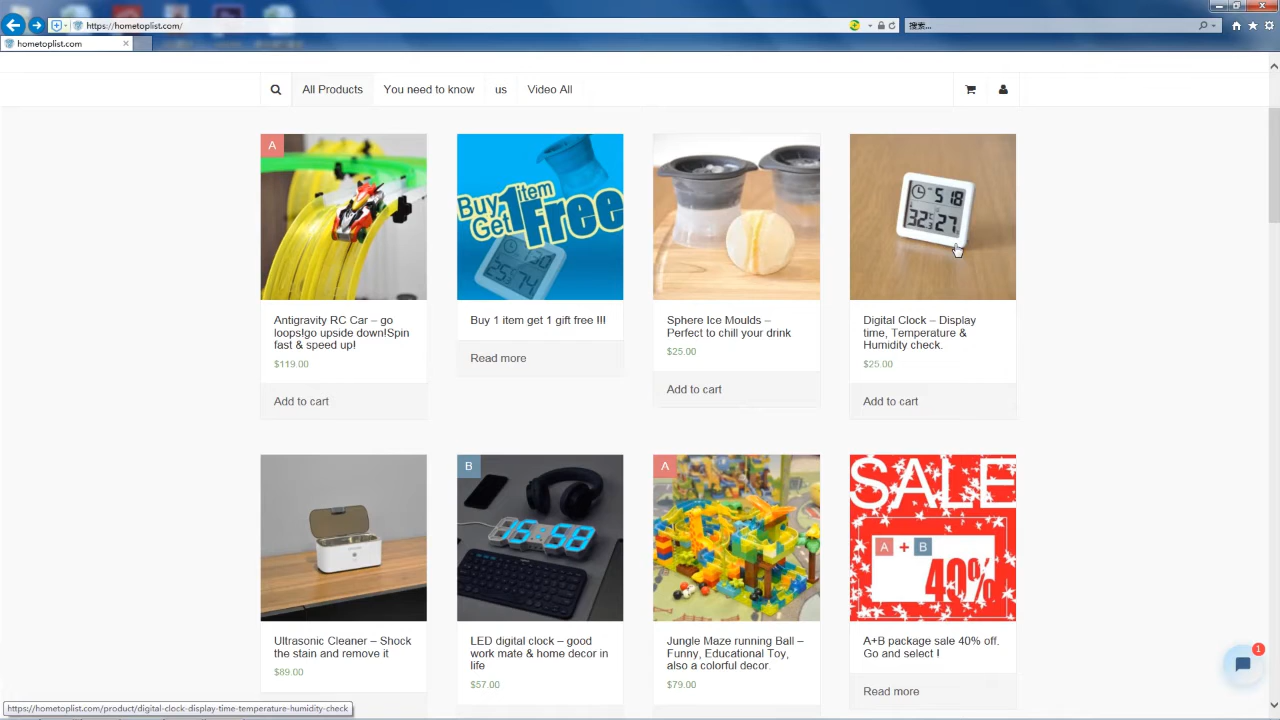 https://hometoplist.com/
搜索...
hometoplist.com
All Products
You need to know
us
Video All
A
Buy 1 item
Get Free
518
32 27
Antigravity RC Car – go
loops!go upside down!Spin
fast & speed up!
$119.00
Add to cart
Buy 1 item get 1 gift free !!!
Read more
Sphere Ice Moulds –
Perfect to chill your drink
$25.00
Add to cart
Digital Clock – Display
time, Temperature &
Humidity check.
$25.00
Add to cart
B
16:58
A
SALE
A + B
40%
1
Ultrasonic Cleaner – Shock
the stain and remove it
$89.00
LED digital clock – good
work mate & home decor in
life
$57.00
Jungle Maze running Ball –
Funny, Educational Toy,
also a colorful decor.
$79.00
A+B package sale 40% off.
Go and select !
Read more
https://hometoplist.com/product/digital-clock-display-time-temperature-humidity-check